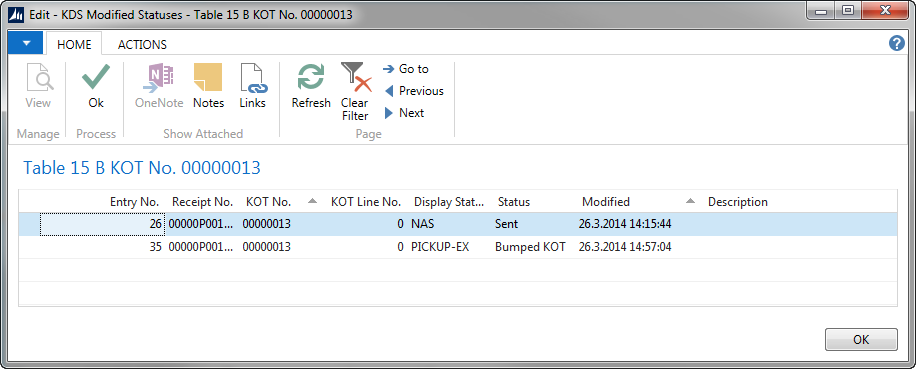 Edit - KDS Modified Statuses - Table 15 B KOT No. 00000013
HOME ACTIONS
View Ok OneNote Notes Links Refresh Clear Filter Go to
Previous
Next
Manage Process Show Attached Page
Table 15 B KOT No. 00000013
Entry No. Receipt No. KOT No. KOT Line No. Display Stat... Status Modified Description
26 00000P001... 00000013 0 NAS Sent 26.3.2014 14:15:44
35 00000P001... 00000013 0 PICKUP-EX Bumped KOT 26.3.2014 14:57:04
OK